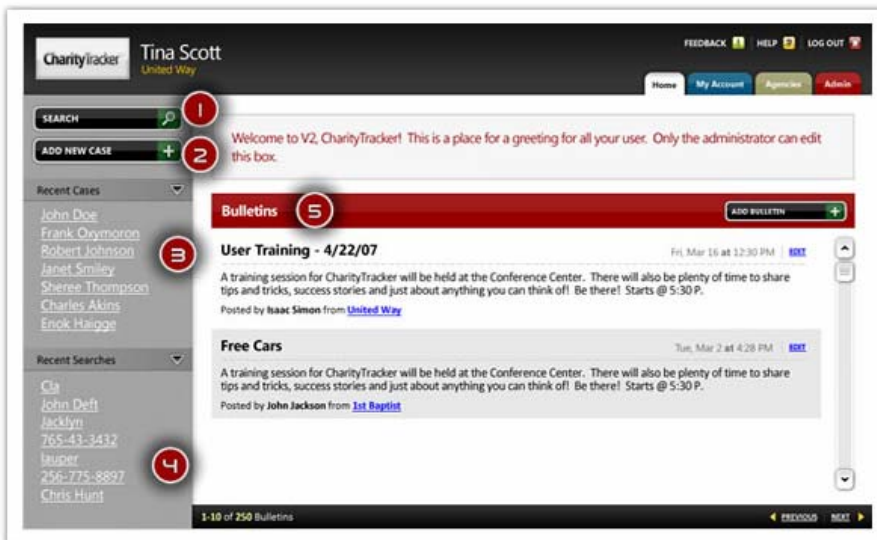 CharityTracker
Tina Scott
United Way
FEEDBACK HELP LOG OUT
Home My Account Agencies Admin
SEARCH
1
ADD NEW CASE
2
Welcome to V2, CharityTracker! This is a place for a greeting for all your user. Only the administrator can edit
this box.
Recent Cases
John Doe
Frank Oxymoron
Robert Johnson
Janet Smiley
Sheree Thompson
Charles Akins
Enok Haigge
3
Bulletins
5
ADD BULLETIN
User Training - 4/22/07
Fri, Mar 16 at 12:30 PM EDIT
A training session for CharityTracker will be held at the Conference Center. There will also be plenty of time to share
tips and tricks, success stories and just about anything you can think of! Be there! Starts @ 5:30 P.
Posted by Isaac Simon from United Way
Free Cars
Tue, Mar 2 at 4:28 PM EDIT
A training session for CharityTracker will be held at the Conference Center. There will also be plenty of time to share
tips and tricks, success stories and just about anything you can think of! Be there! Starts @ 5:30 P.
Posted by John Jackson from 1st Baptist
Recent Searches
Cla
John Deft
Jacklyn
765-43-3432
lauper
256-775-8897
Chris Hunt
4
1-10 of 250 Bulletins
PREVIOUS NEXT